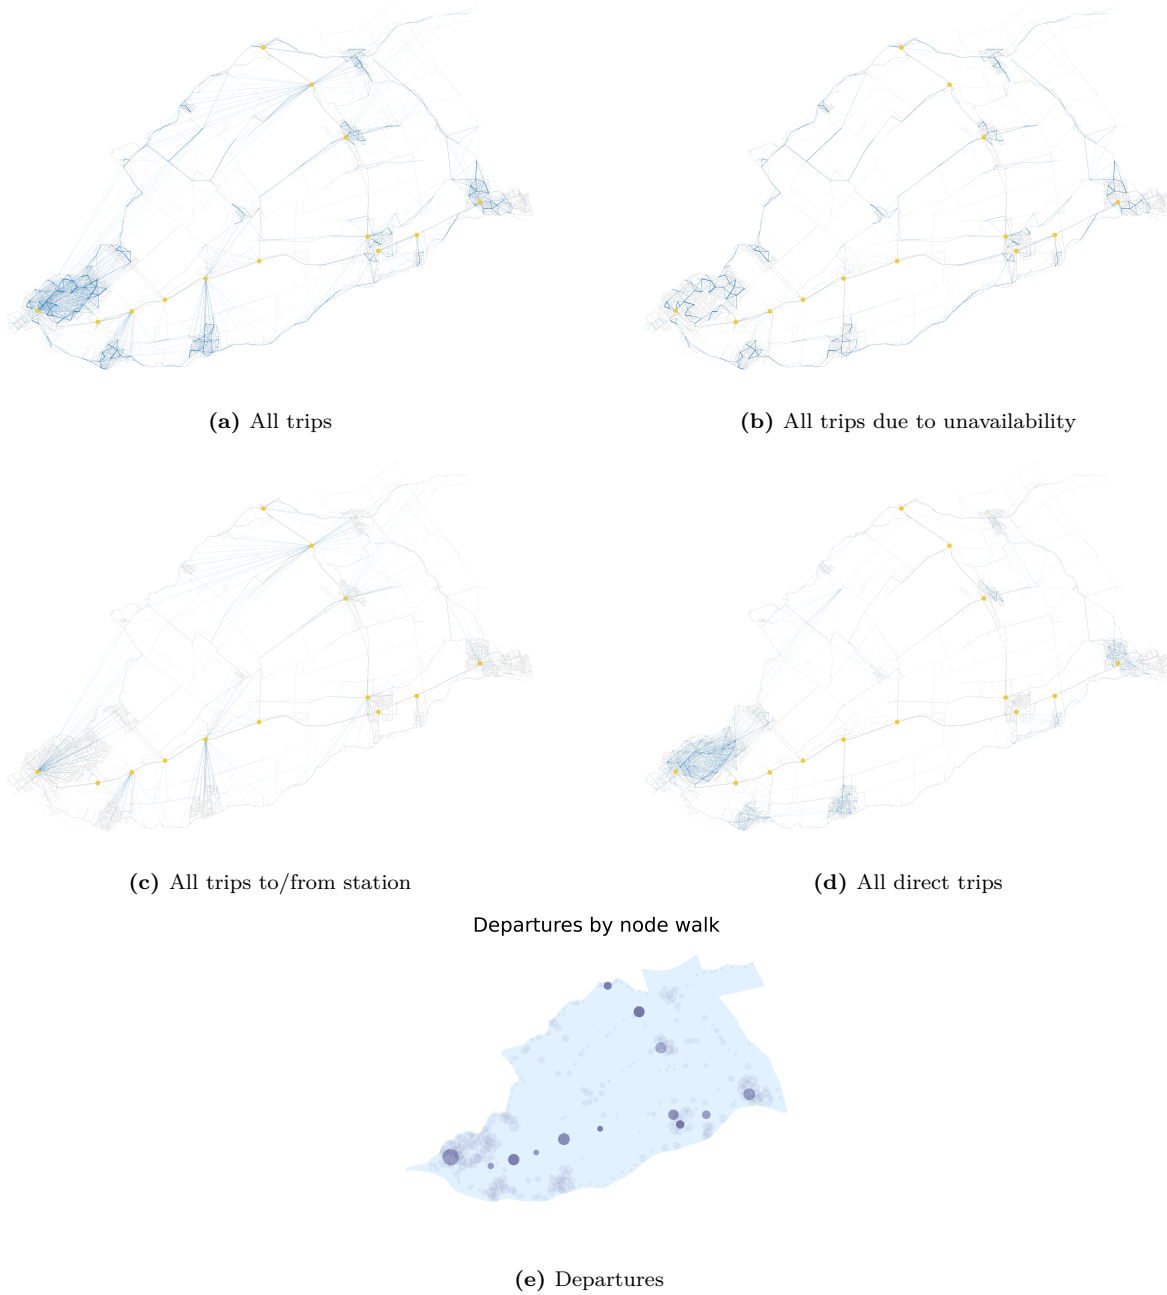 (a) All trips
(b) All trips due to unavailability
(c) All trips to/from station
(d) All direct trips
Departures by node walk
(e) Departures